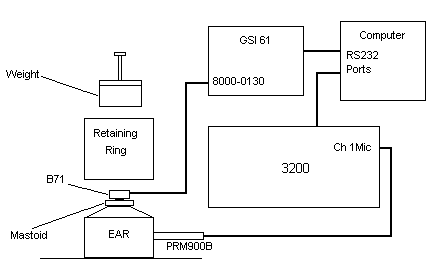 GSI 61
Computer
RS232
Ports
Weight
8000-0130
Retaining
Ring
Ch 1Mic
3200
B71
Mastoid
EAR
PRM900B